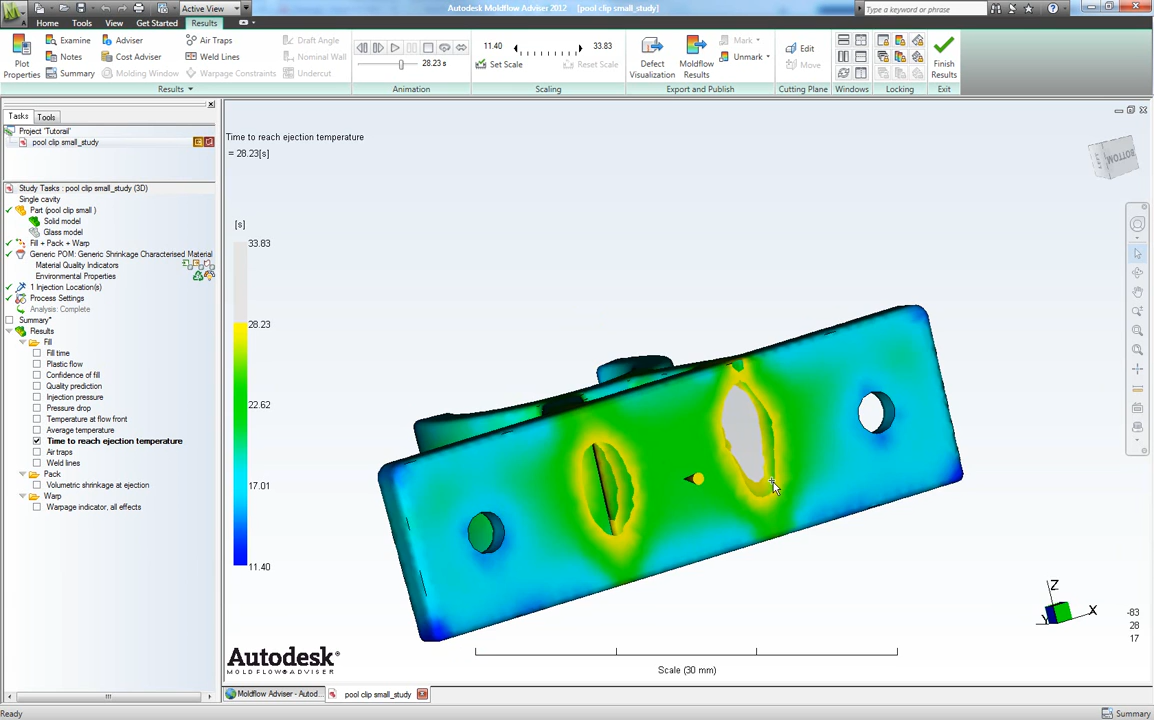 Active View
Autodesk Moldflow Adviser 2012 [pool clip small_study]
Type a keyword or phrase
Home Tools View Get Started Results
Plot Properties
Examine
Notes
Summary
Adviser
Cost Adviser
Molding Window
Air Traps
Weld Lines
Warpage Constraints
Draft Angle
Nominal Wall
Undercut
Results
28.23 s
Animation
11.40 33.83
Set Scale Reset Scale
Scaling
Defect Visualization
Moldflow Results
Mark
Unmark
Export and Publish
Edit
Move
Cutting Plane
Windows
Locking
Finish Results
Exit
Tasks Tools
Project 'Tutorail'
pool clip small_study
Study Tasks : pool clip small_study (3D)
Single cavity
Part (pool clip small )
Solid model
Glass model
Fill + Pack + Warp
Generic POM: Generic Shrinkage Characterised Material
Material Quality Indicators
Environmental Properties
1 Injection Location(s)
Process Settings
Analysis: Complete
Summary*
Results
Fill
Fill time
Plastic flow
Confidence of fill
Quality prediction
Injection pressure
Pressure drop
Temperature at flow front
Average temperature
Time to reach ejection temperature
Air traps
Weld lines
Pack
Volumetric shrinkage at ejection
Warp
Warpage indicator, all effects
Time to reach ejection temperature
= 28.23[s]
[s]
33.83
28.23
22.62
17.01
11.40
BOTTOM
Z
X
Y
-83
28
17
Autodesk®
MOLDFLOW®ADVISER
Scale (30 mm)
Moldflow Adviser - Autod...
pool clip small_study
Ready
Summary